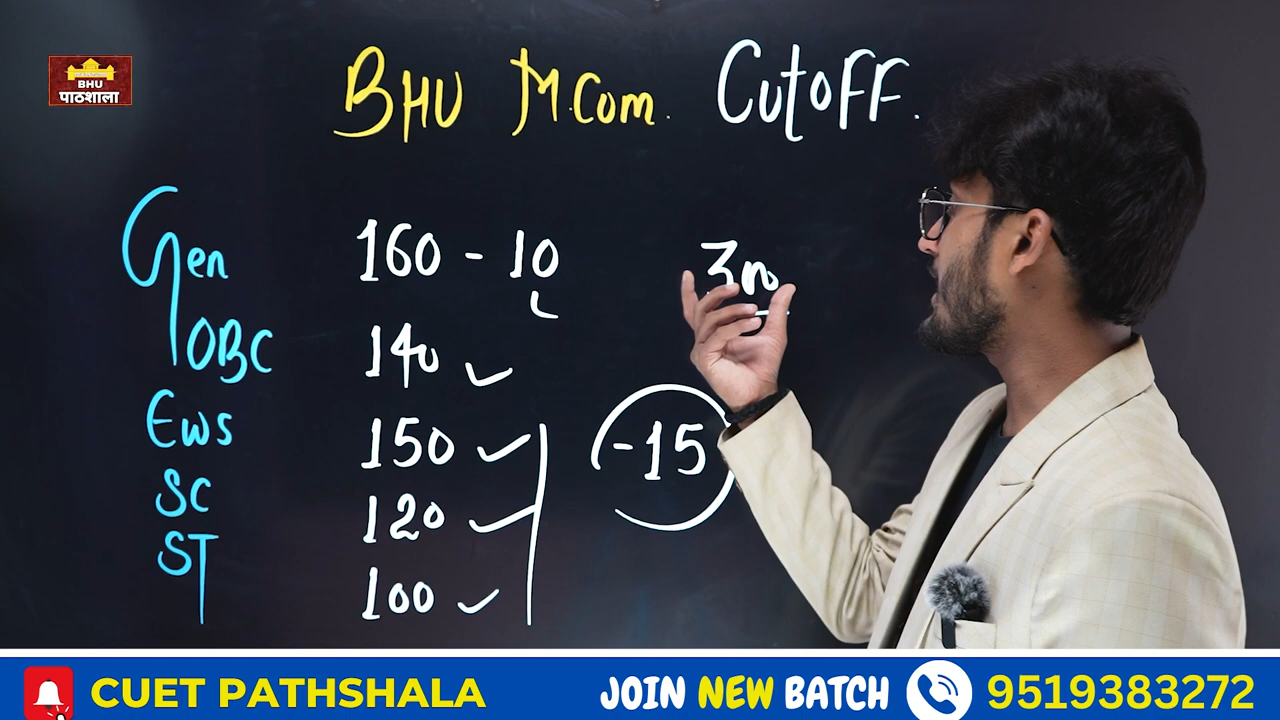 BHU
पाठशाला
BHU M.Com. CutoFF.
Gen 160 - 10
OBC 140
Ews 150 -15
SC 120
ST 100
CUET PATHSHALA JOIN NEW BATCH 9519383272